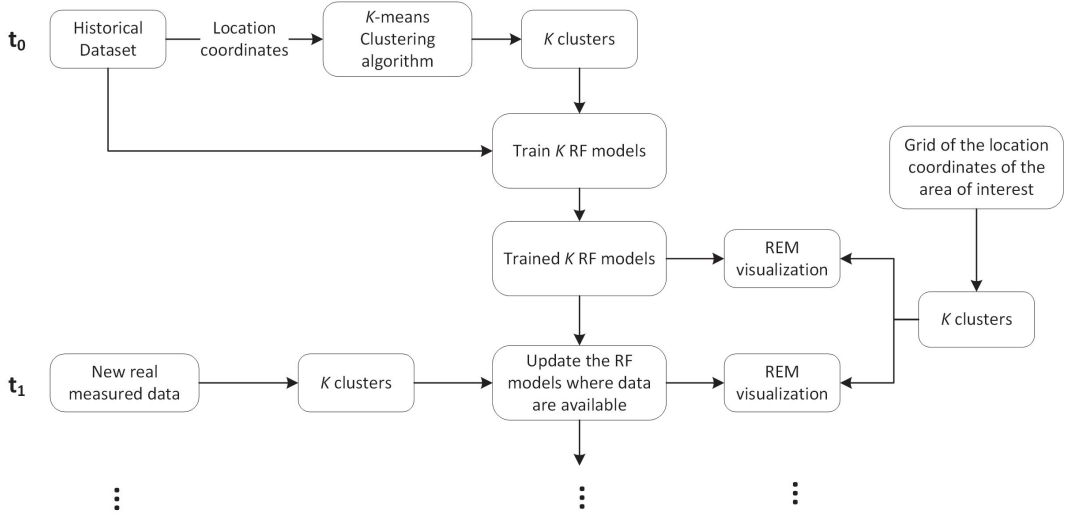 t0
Historical
Dataset
Location
coordinates
K-means
Clustering
algorithm
K clusters
Train K RF models
Grid of the location
coordinates of the
area of interest
Trained K RF models
REM
visualization
K clusters
t1
New real
measured data
K clusters
Update the RF
models where data
are available
REM
visualization